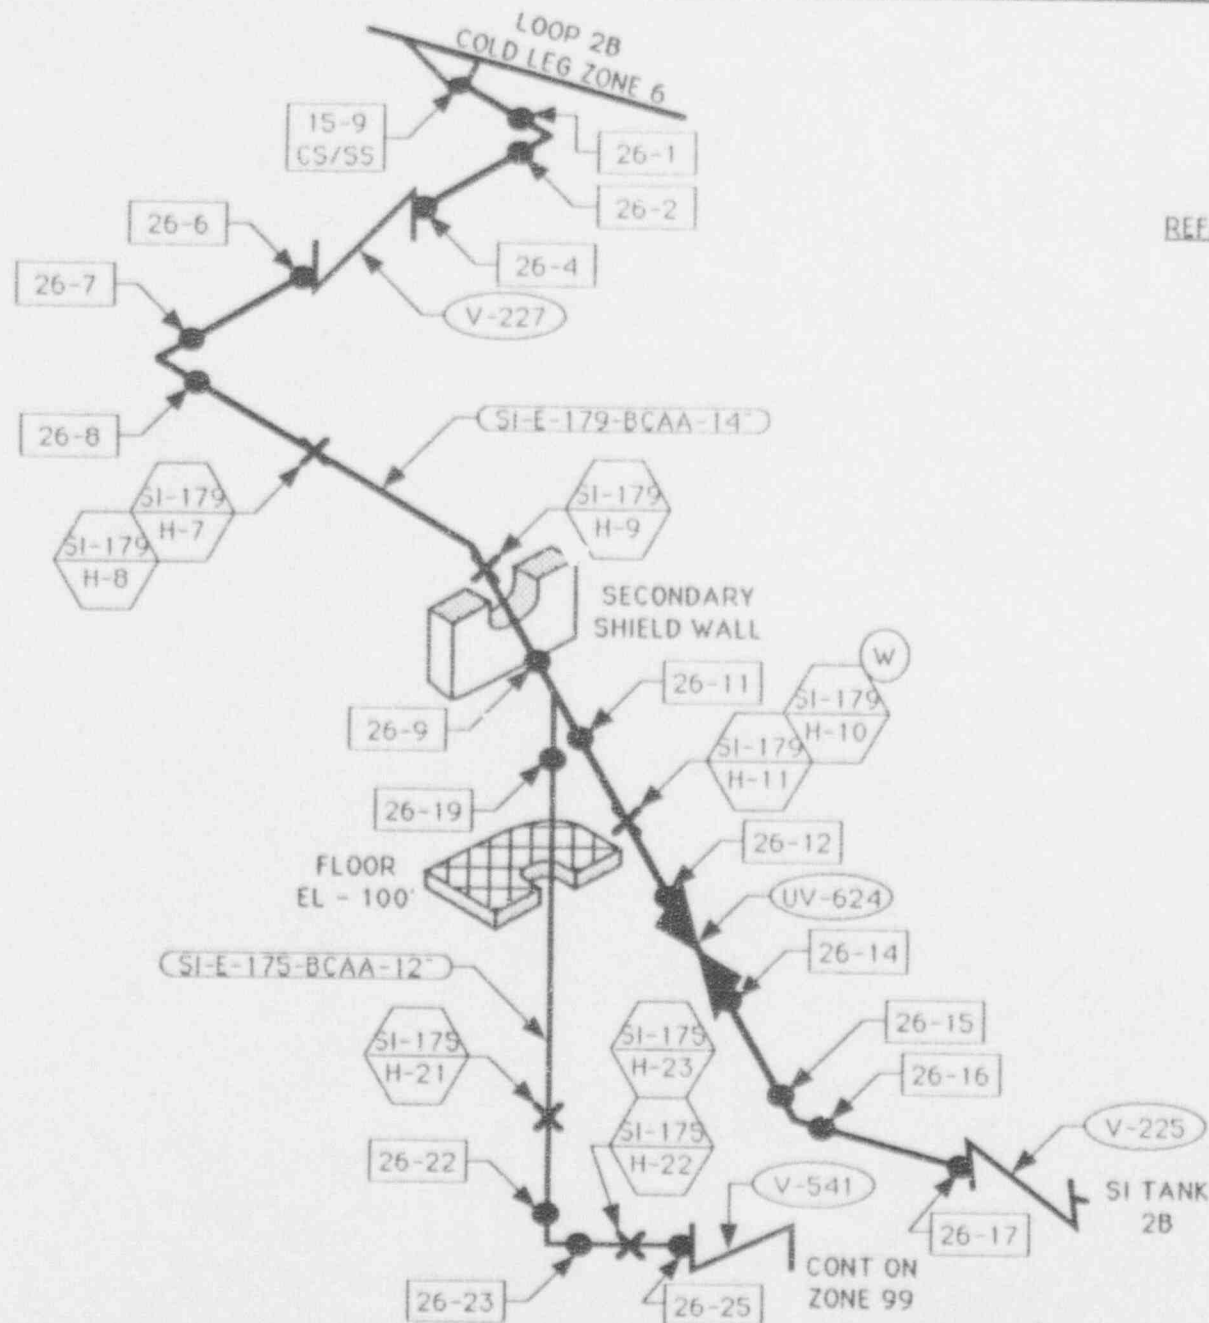 LOOP 2B
COLD LEG ZONE 6
15-9
CS/SS
26-1
26-2
26-6
REF
26-4
26-7
V-227
26-8
SI-E-179-BCAA-14"
SI-179
H-7
SI-179
H-8
SI-179
H-9
SECONDARY
SHIELD WALL
W
26-11
SI-179
H-10
26-9
SI-179
H-11
26-19
26-12
FLOOR
EL - 100'
UV-624
26-14
SI-E-175-BCAA-12"
26-15
SI-175
H-21
SI-175
H-23
26-16
SI-175
H-22
V-225
26-22
V-541
SI TANK
2B
26-17
CONT ON
ZONE 99
26-23
26-25